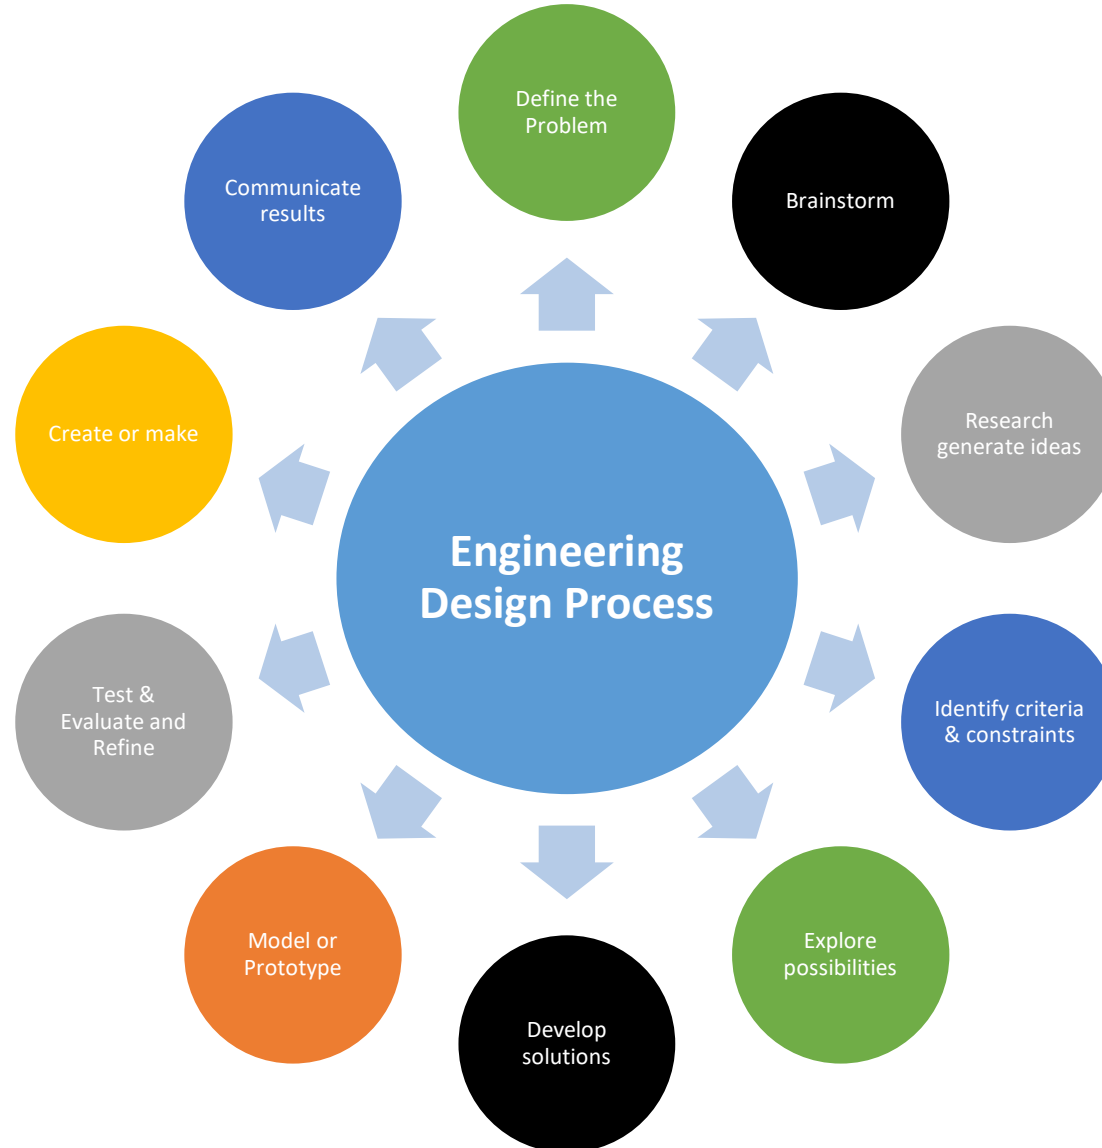 Define the
Problem
Brainstorm
Research
generate ideas
Identify criteria
& constraints
Explore
possibilities
Develop
solutions
Model or
Prototype
Test &
Evaluate and
Refine
Create or make
Communicate
results
Engineering
Design Process